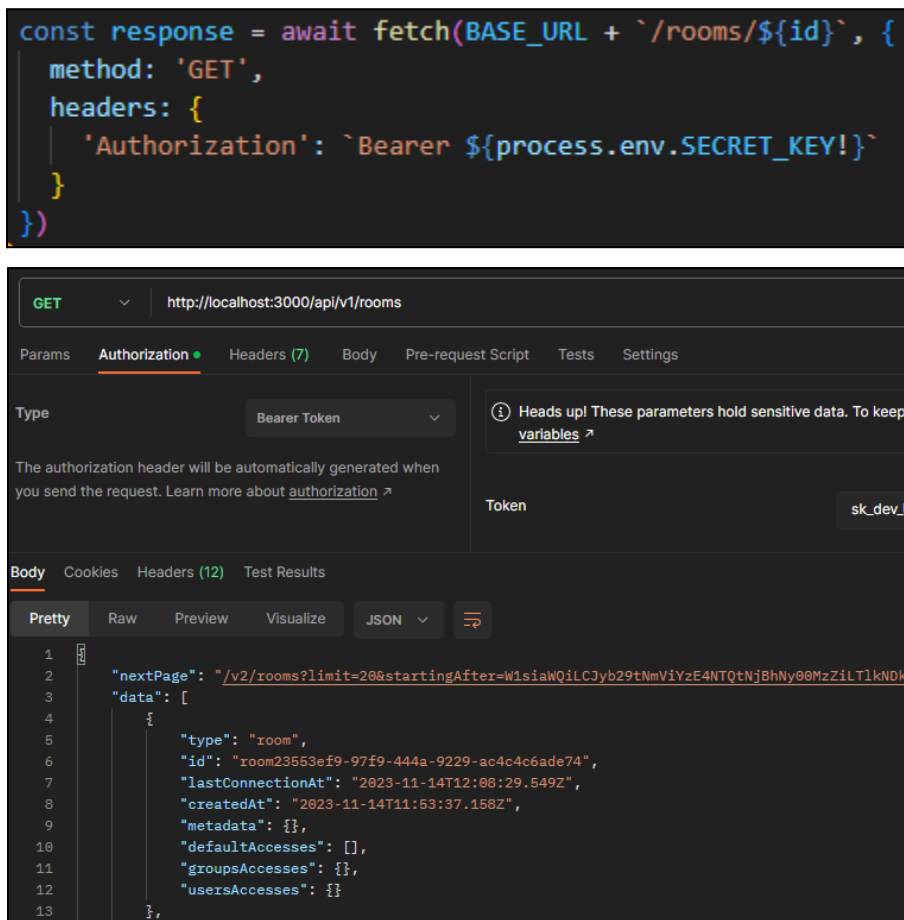 const response = await fetch(BASE_URL + `/rooms/${id}`, {
method: 'GET',
headers: {
'Authorization': `Bearer ${process.env.SECRET_KEY!}`
}
})
GET http://localhost:3000/api/v1/rooms
Params Authorization Headers (7) Body Pre-request Script Tests Settings
Type Bearer Token
Heads up! These parameters hold sensitive data. To keep
variables ↗
The authorization header will be automatically generated when
you send the request. Learn more about authorization ↗
Token sk_dev_
Body Cookies Headers (12) Test Results
Pretty Raw Preview Visualize JSON
1 {
2 "nextPage": "/v2/rooms?limit=20&startingAfter=W1siaWQiLCJyb29tNmViYzE4NTQtNjBhNy00MzZiLTlkNDk
3 "data": [
4 {
5 "type": "room",
6 "id": "room23553ef9-97f9-444a-9229-ac4c4c6ade74",
7 "lastConnectionAt": "2023-11-14T12:08:29.549Z",
8 "createdAt": "2023-11-14T11:53:37.158Z",
9 "metadata": {},
10 "defaultAccesses": [],
11 "groupsAccesses": {},
12 "usersAccesses": {}
13 },